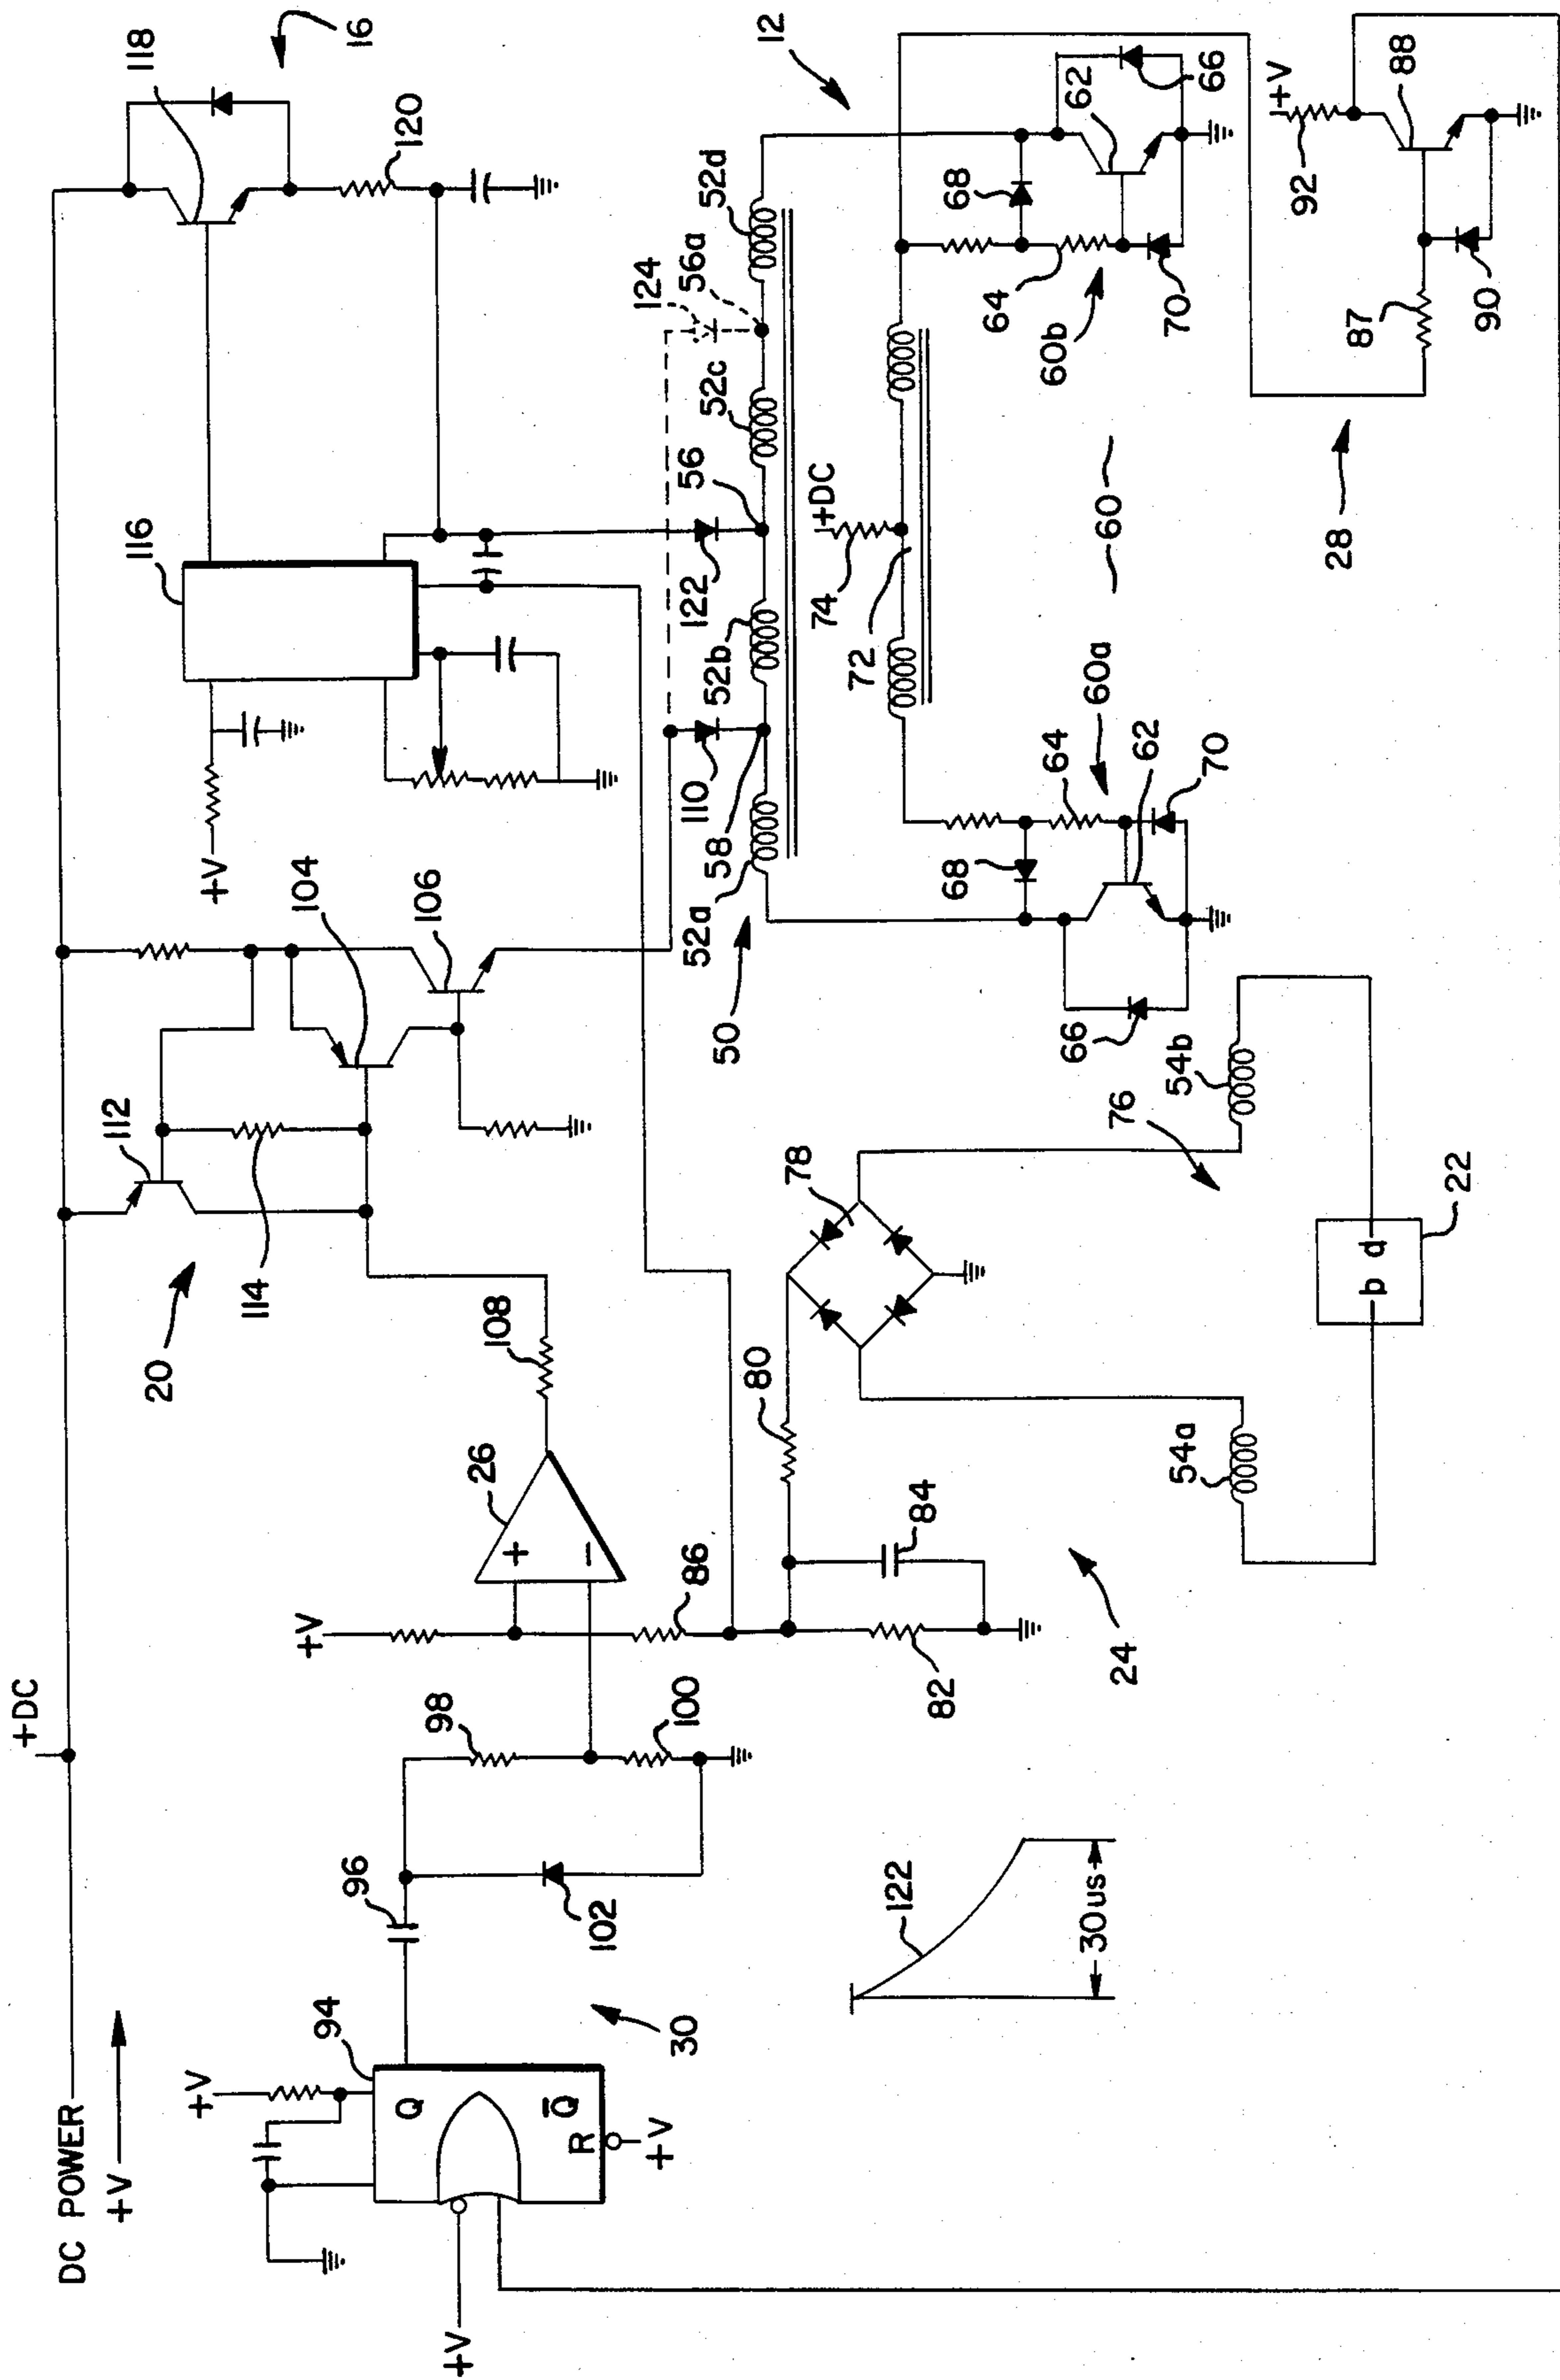 DC POWER
+V
+DC
16
118
120
116
+V
104
106
112
114
20
108
26
+
−
+V
86
98
100
96
102
94
+V
Q
Q̅
R
+V
+V
30
122
30us
12
52d
56a
124
52c
56
122
52b
110
58
52a
50
+DC
74
72
60
60b
64
68
62
66
70
60a
64
62
68
70
66
28
87
88
90
92
+V
54b
76
78
80
84
82
24
54a
22
b d